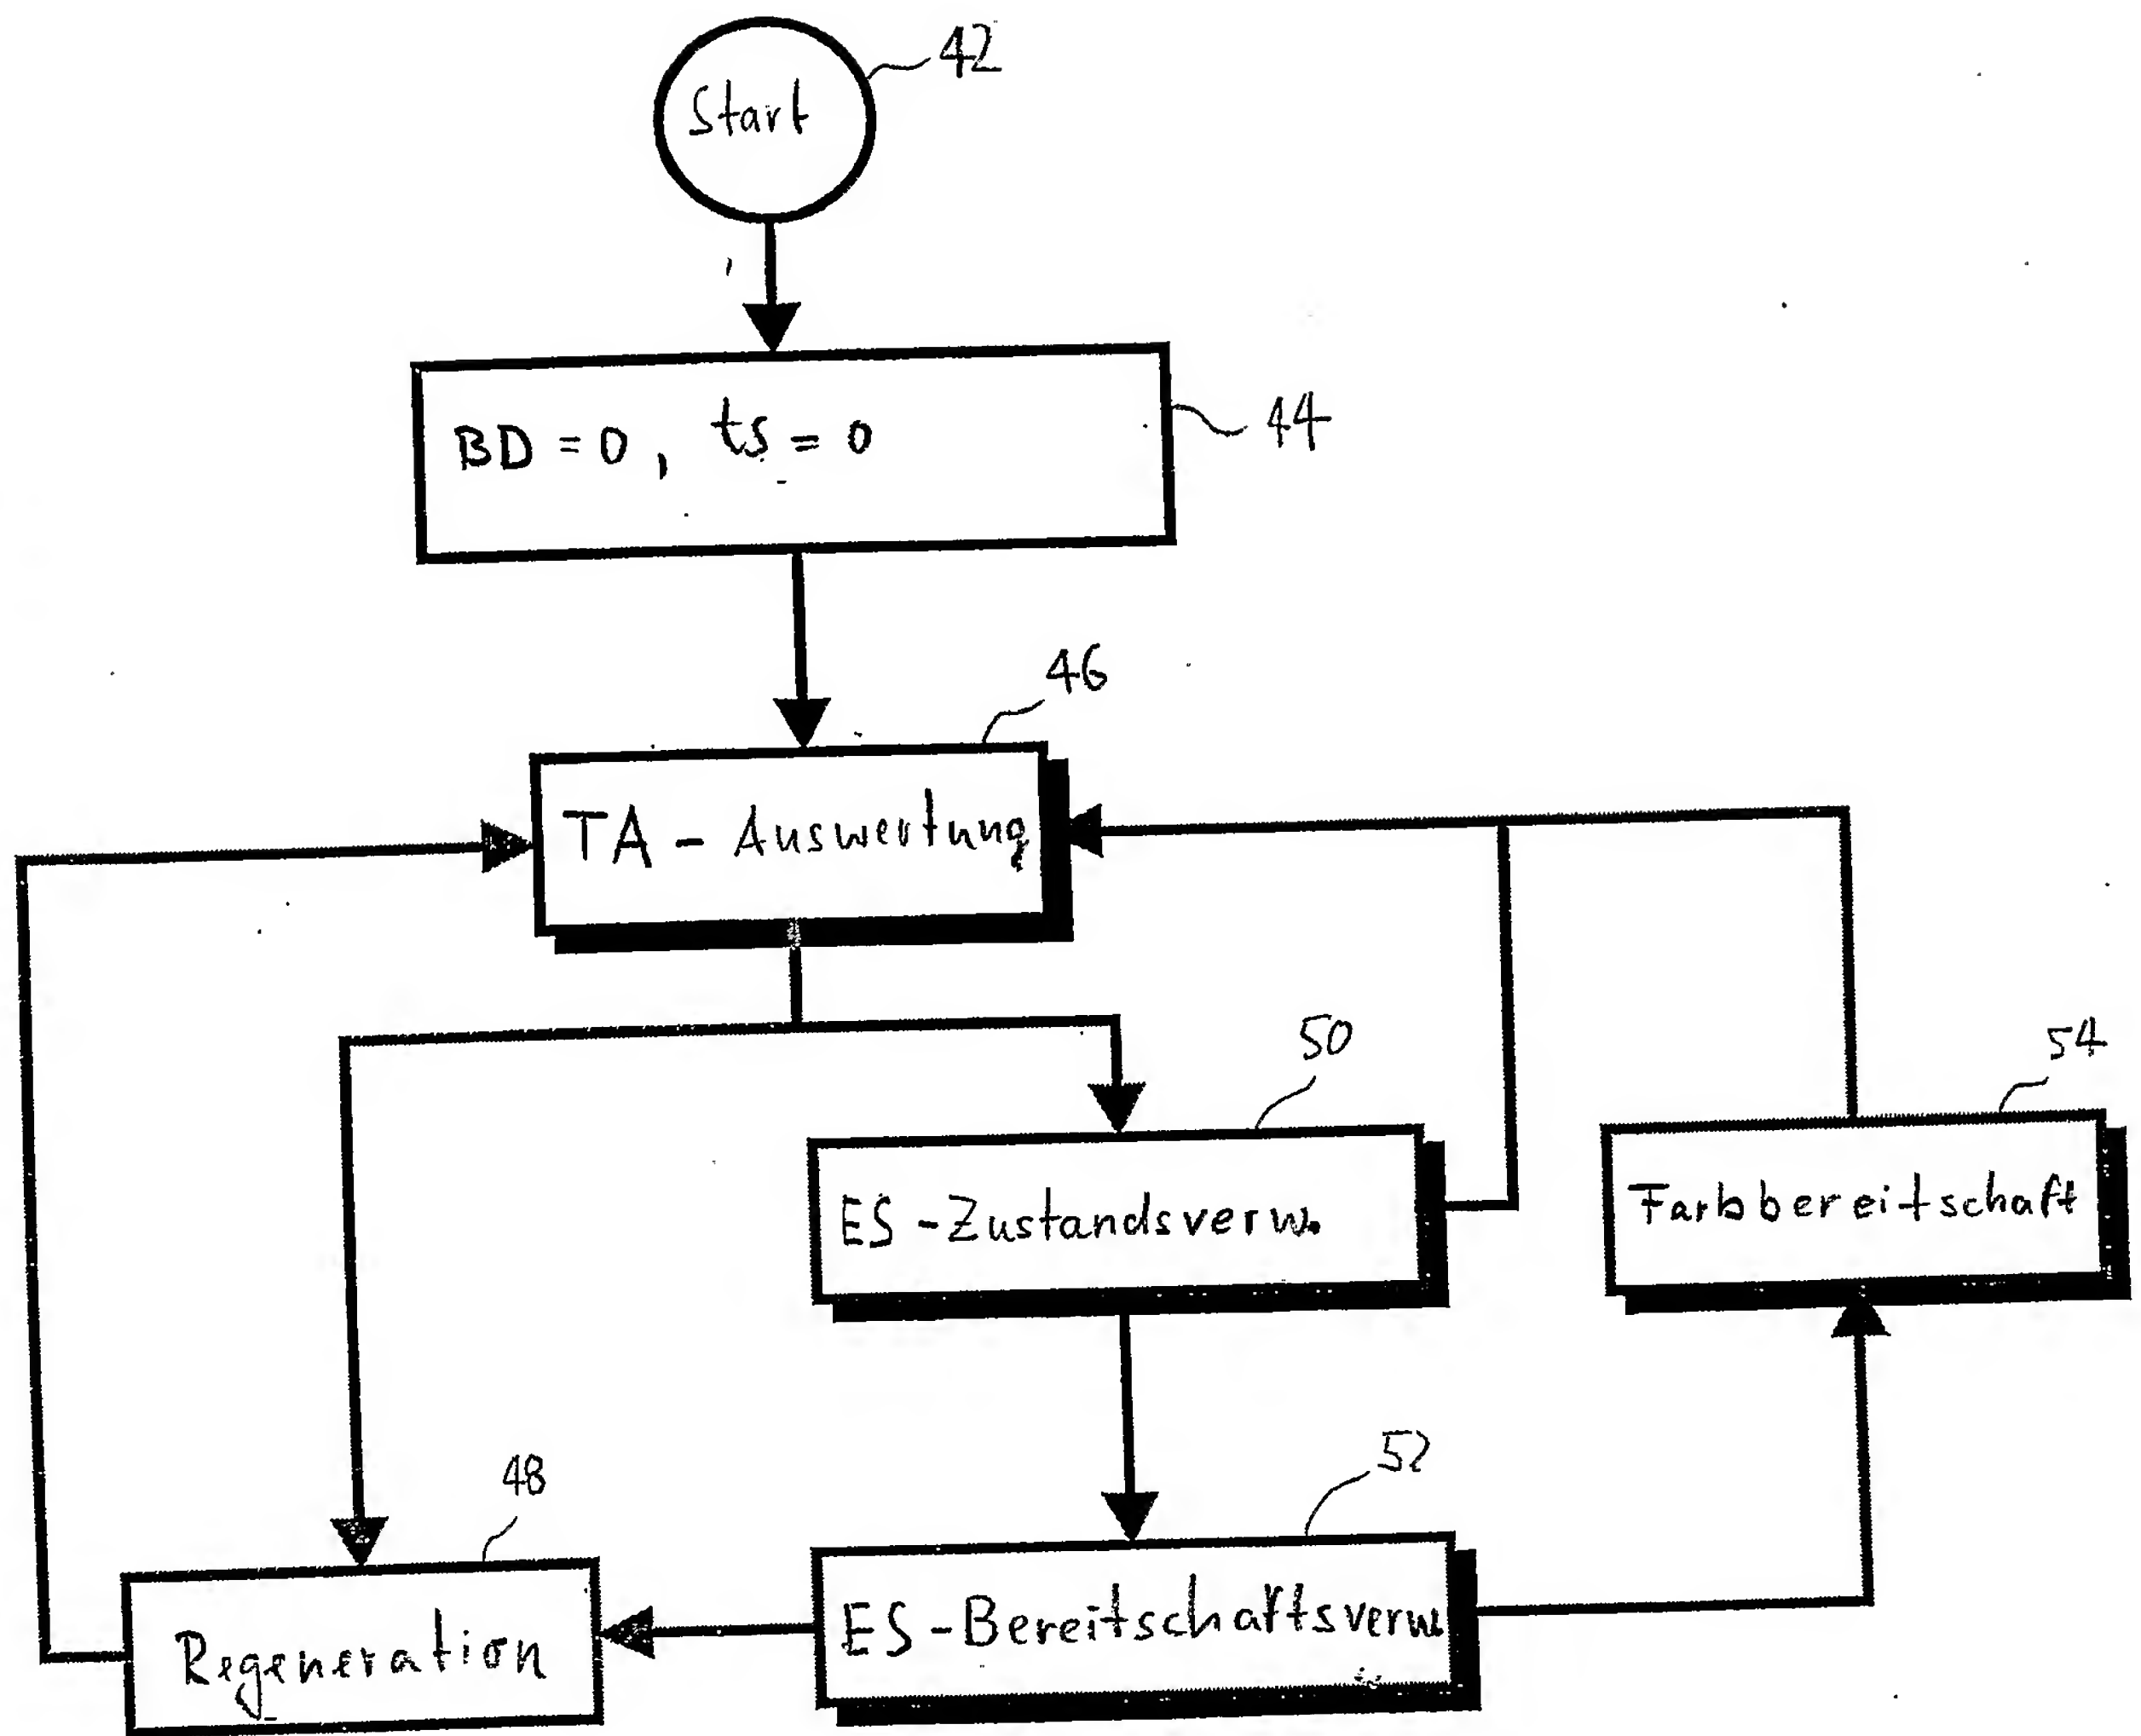 Start
42
BD = 0, ts = 0
44
46
TA - Auswertung
50
54
ES - Zustandsverw.
Farbbereitschaft
48
52
Regeneration
ES - Bereitschaftsverw.